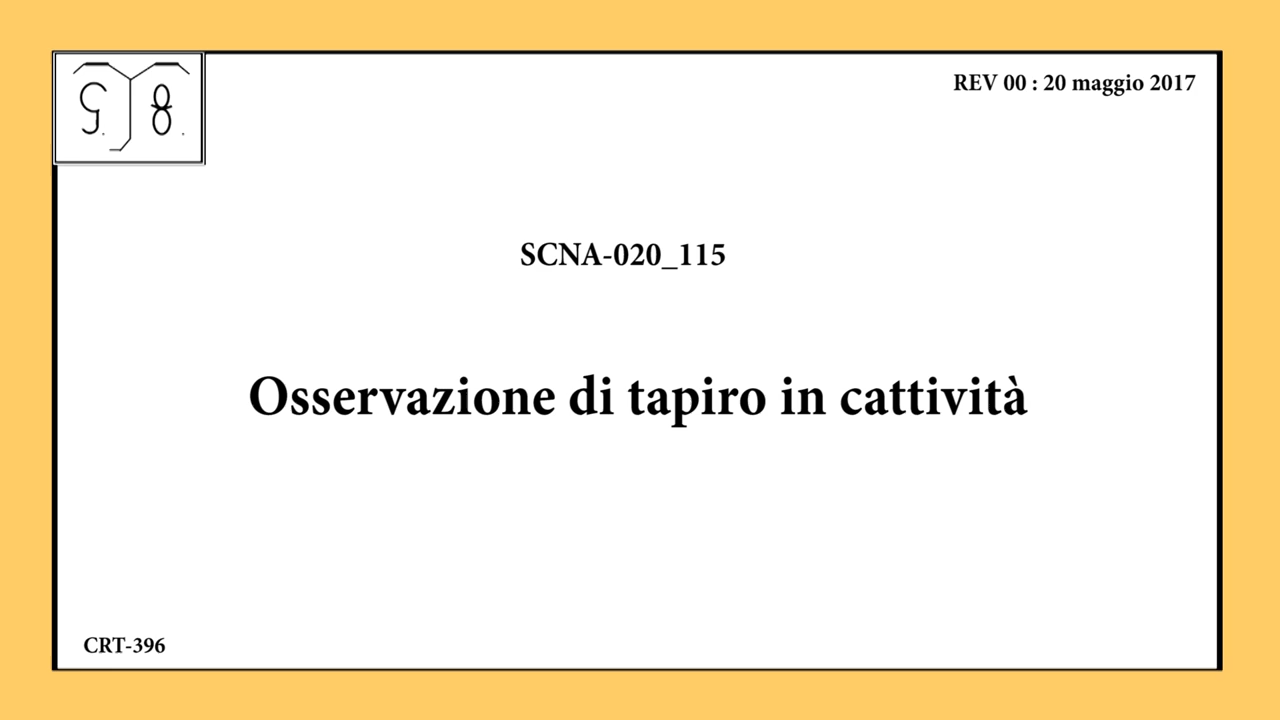 REV 00 : 20 maggio 2017
SCNA-020_115
Osservazione di tapiro in cattività
CRT-396